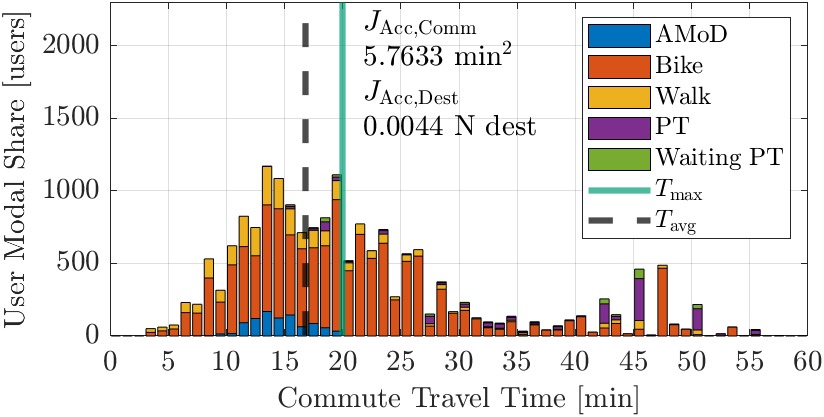 User Modal Share [users]
2000
1500
1000
500
0
J_Acc,Comm
5.7633 min²
J_Acc,Dest
0.0044 N dest
AMoD
Bike
Walk
PT
Waiting PT
T_max
T_avg
0 5 10 15 20 25 30 35 40 45 50 55 60
Commute Travel Time [min]